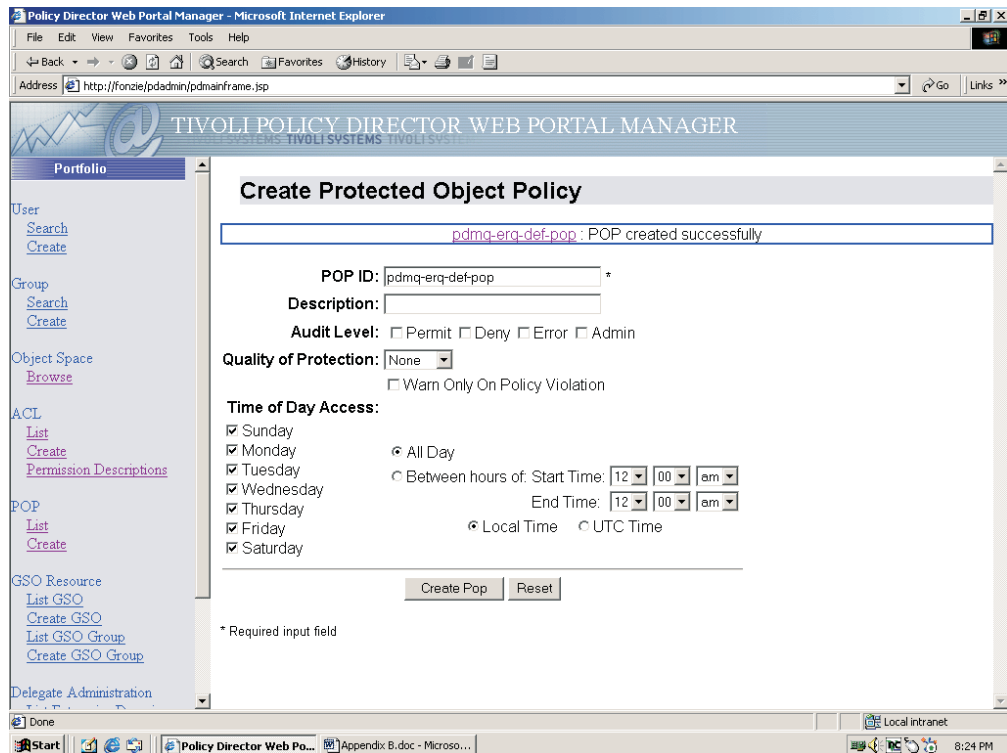 Policy Director Web Portal Manager - Microsoft Internet Explorer
File Edit View Favorites Tools Help
Back Search Favorites History
Address http://fonzie/pdadmin/pdmainframe.jsp Go Links »
TIVOLI POLICY DIRECTOR WEB PORTAL MANAGER
TIVOLI SYSTEMS TIVOLI SYSTEMS TIVOLI SYSTEMS
Portfolio
User
Search
Create
Group
Search
Create
Object Space
Browse
ACL
List
Create
Permission Descriptions
POP
List
Create
GSO Resource
List GSO
Create GSO
List GSO Group
Create GSO Group
Delegate Administration
Create Protected Object Policy
pdmq-erq-def-pop : POP created successfully
POP ID: pdmq-erq-def-pop *
Description:
Audit Level: Permit Deny Error Admin
Quality of Protection: None
Warn Only On Policy Violation
Time of Day Access:
Sunday
Monday
Tuesday
Wednesday
Thursday
Friday
Saturday
All Day
Between hours of: Start Time: 12 00 am
End Time: 12 00 am
Local Time UTC Time
Create Pop Reset
* Required input field
Done Local intranet
Start Policy Director Web Po... Appendix B.doc - Microso... 8:24 PM